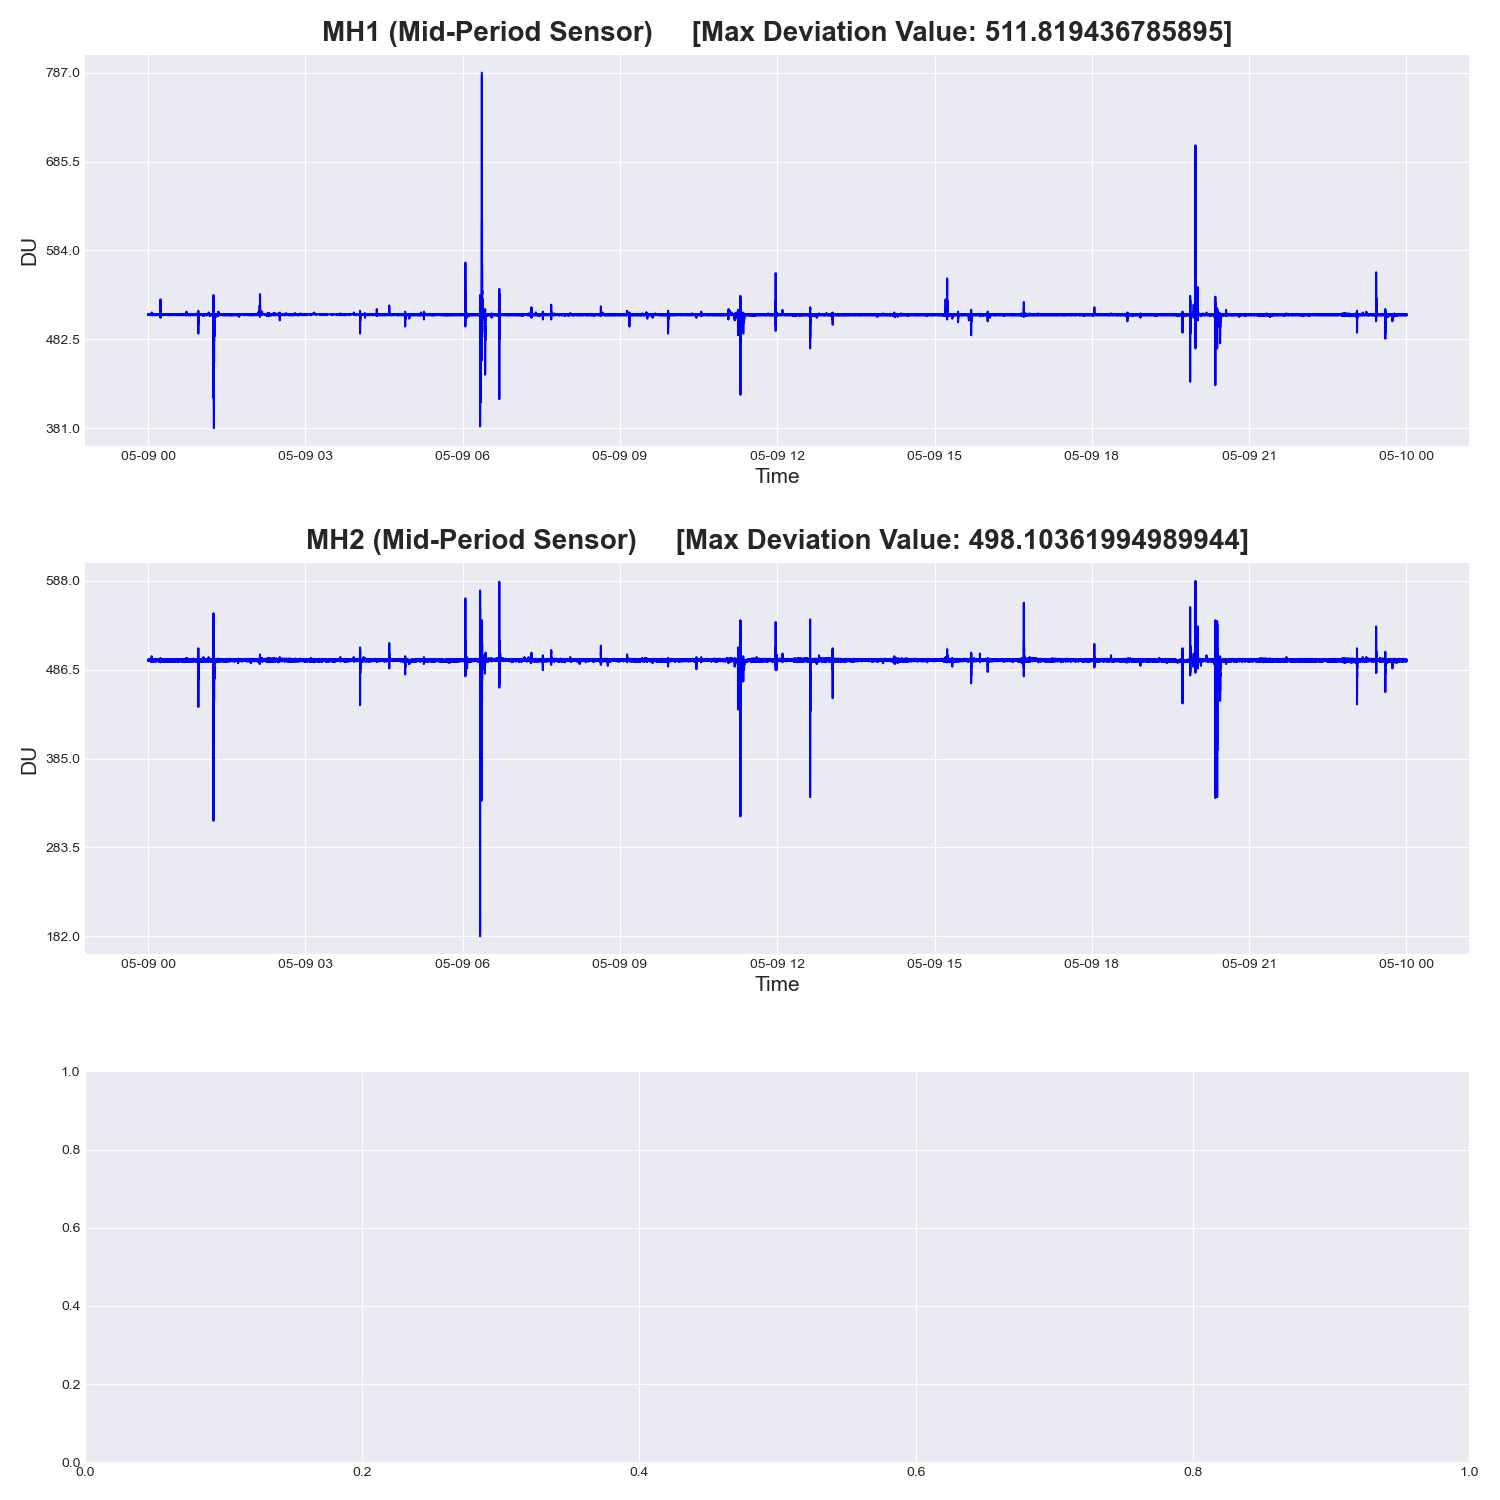 MH1 (Mid-Period Sensor) [Max Deviation Value: 511.819436785895]
787.0
685.5
584.0
482.5
381.0
DU
05-09 00 05-09 03 05-09 06 05-09 09 05-09 12 05-09 15 05-09 18 05-09 21 05-10 00
Time
MH2 (Mid-Period Sensor) [Max Deviation Value: 498.10361994989944]
588.0
486.5
385.0
283.5
182.0
DU
05-09 00 05-09 03 05-09 06 05-09 09 05-09 12 05-09 15 05-09 18 05-09 21 05-10 00
Time
1.0
0.8
0.6
0.4
0.2
0.0
0.0 0.2 0.4 0.6 0.8 1.0